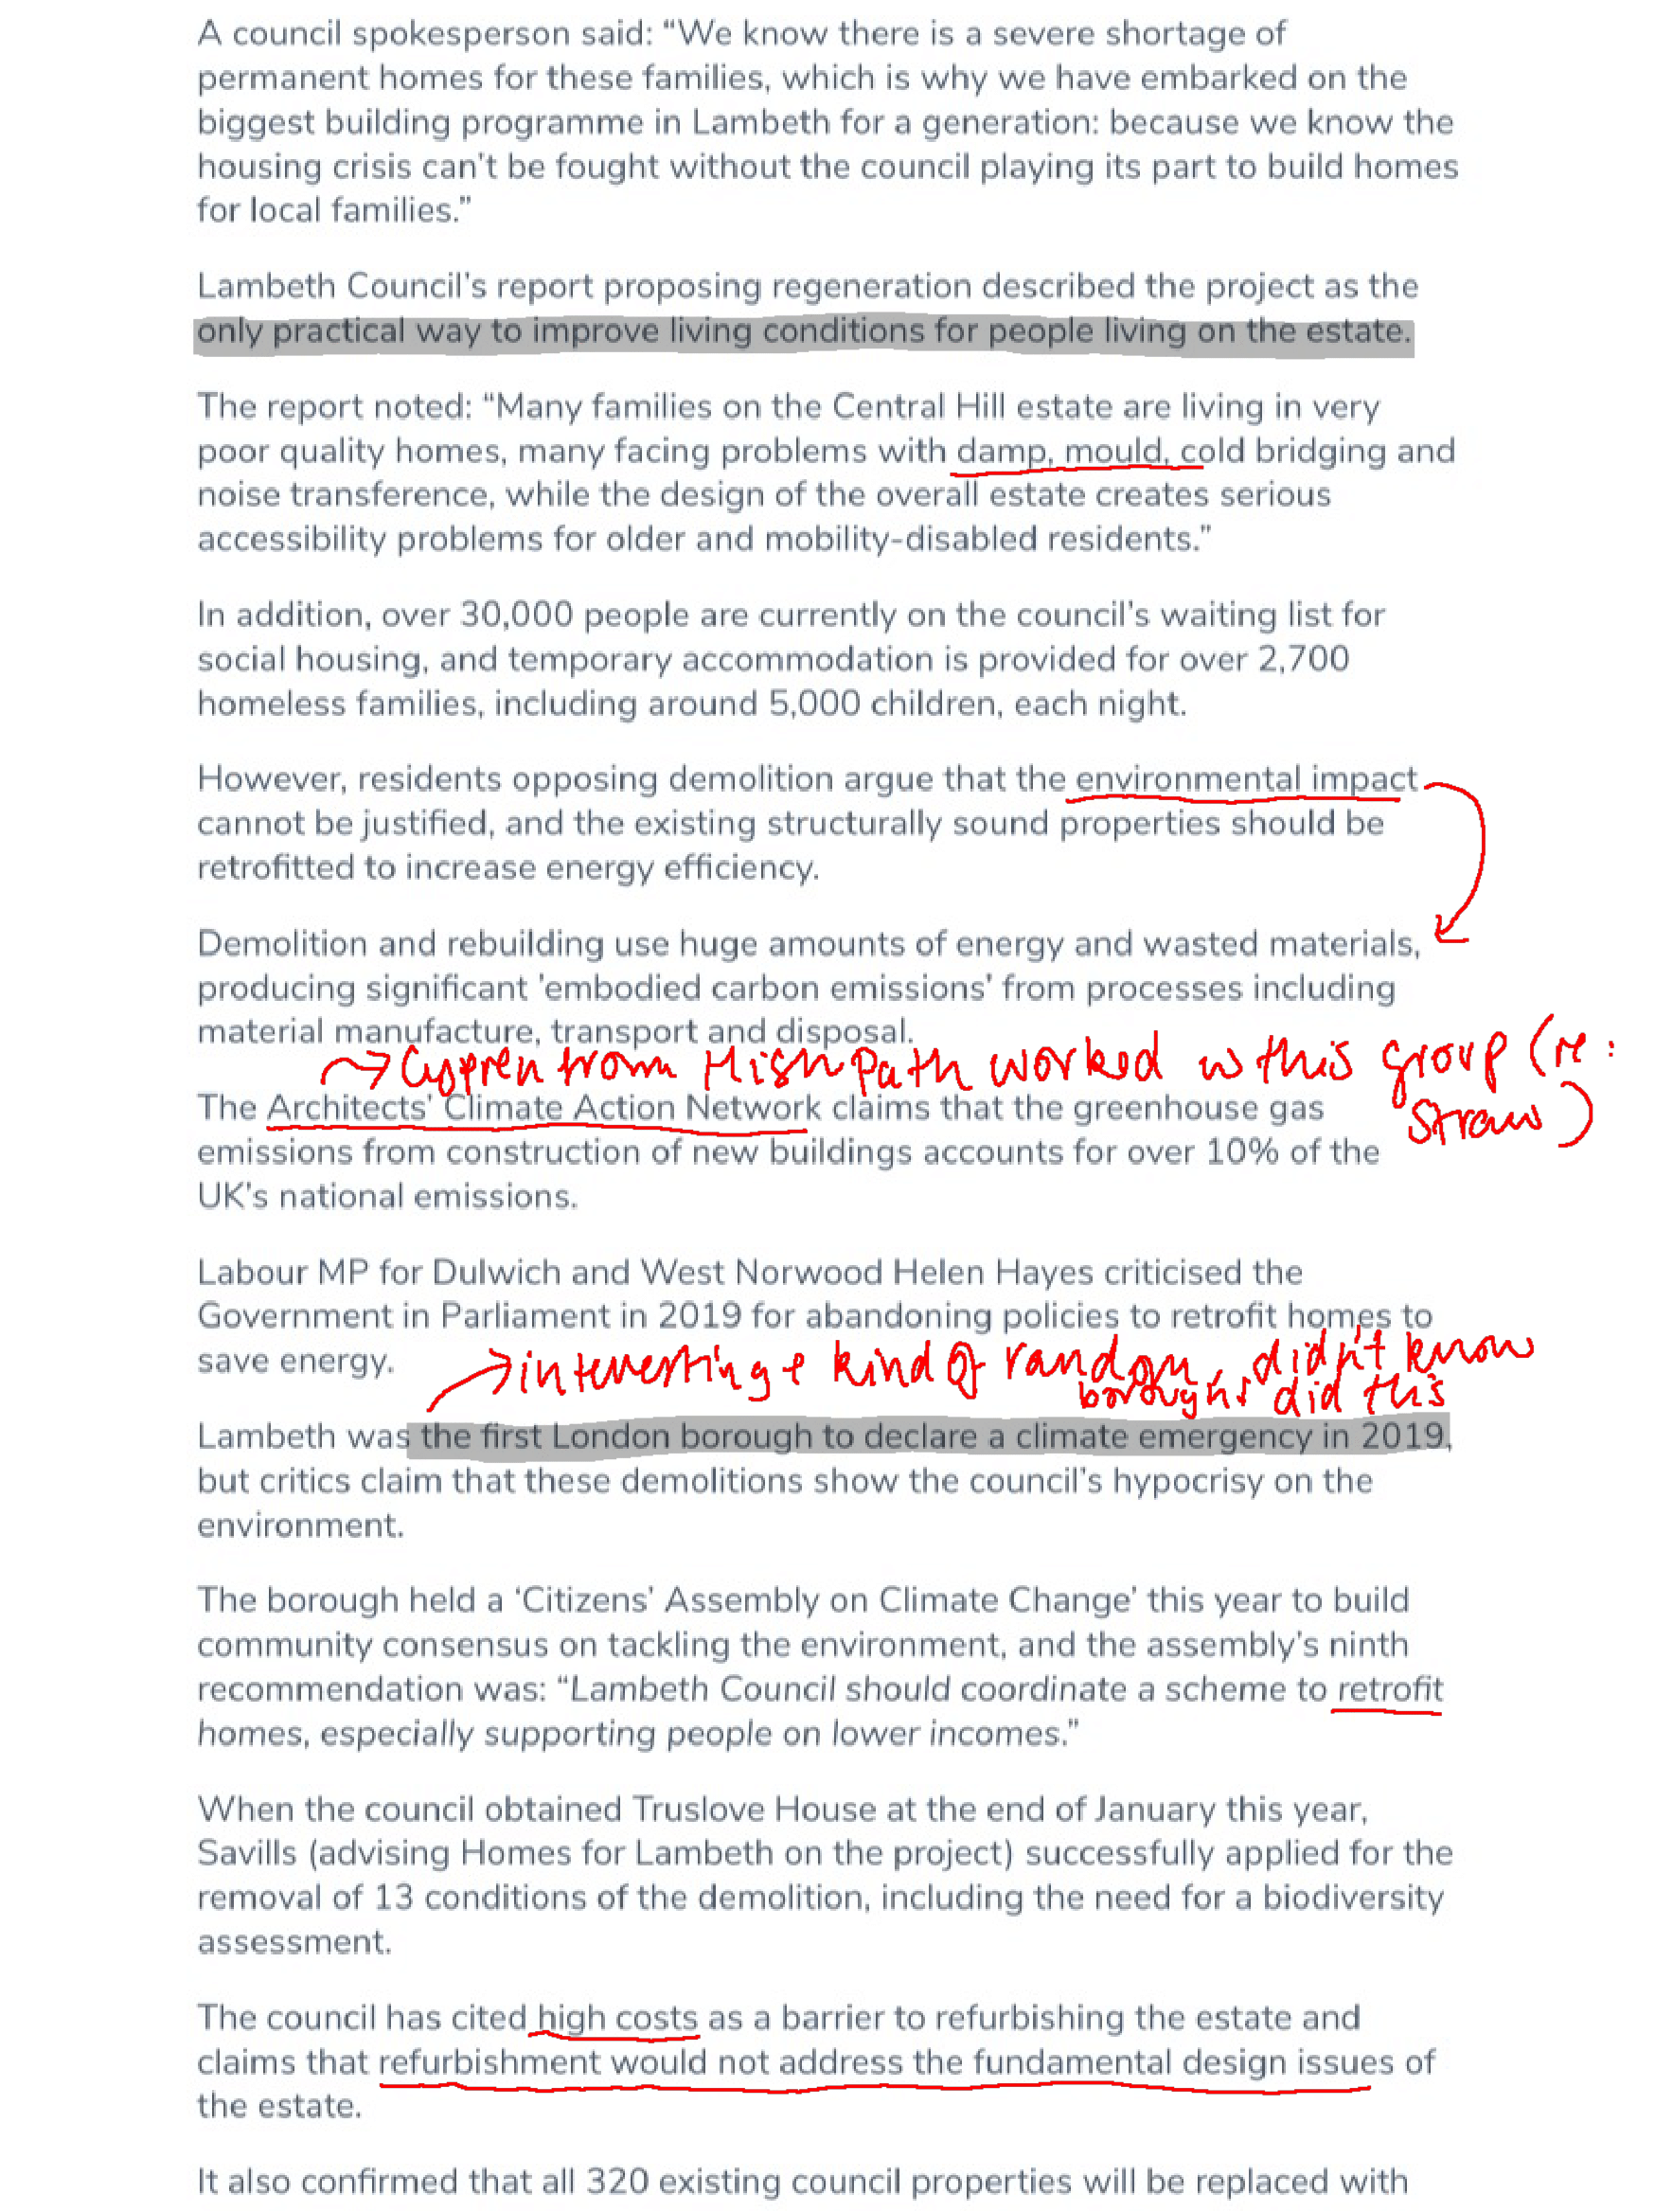 A council spokesperson said: “We know there is a severe shortage of
permanent homes for these families, which is why we have embarked on the
biggest building programme in Lambeth for a generation: because we know the
housing crisis can't be fought without the council playing its part to build homes
for local families.”
Lambeth Council's report proposing regeneration described the project as the
only practical way to improve living conditions for people living on the estate.
The report noted: “Many families on the Central Hill estate are living in very
poor quality homes, many facing problems with damp, mould, cold bridging and
noise transference, while the design of the overall estate creates serious
accessibility problems for older and mobility-disabled residents.”
In addition, over 30,000 people are currently on the council's waiting list for
social housing, and temporary accommodation is provided for over 2,700
homeless families, including around 5,000 children, each night.
However, residents opposing demolition argue that the environmental impact
cannot be justified, and the existing structurally sound properties should be
retrofitted to increase energy efficiency.
Demolition and rebuilding use huge amounts of energy and wasted materials,
producing significant 'embodied carbon emissions' from processes including
material manufacture, transport and disposal.
from High Path worked w this group (re:
straw)
The Architects' Climate Action Network claims that the greenhouse gas
emissions from construction of new buildings accounts for over 10% of the
UK's national emissions.
Labour MP for Dulwich and West Norwood Helen Hayes criticised the
Government in Parliament in 2019 for abandoning policies to retrofit homes to
save energy.
interesting + kind of random, didn't know
boroughs did this
Lambeth was the first London borough to declare a climate emergency in 2019,
but critics claim that these demolitions show the council's hypocrisy on the
environment.
The borough held a ‘Citizens’ Assembly on Climate Change’ this year to build
community consensus on tackling the environment, and the assembly's ninth
recommendation was: “Lambeth Council should coordinate a scheme to retrofit
homes, especially supporting people on lower incomes.”
When the council obtained Truslove House at the end of January this year,
Savills (advising Homes for Lambeth on the project) successfully applied for the
removal of 13 conditions of the demolition, including the need for a biodiversity
assessment.
The council has cited high costs as a barrier to refurbishing the estate and
claims that refurbishment would not address the fundamental design issues of
the estate.
It also confirmed that all 320 existing council properties will be replaced with